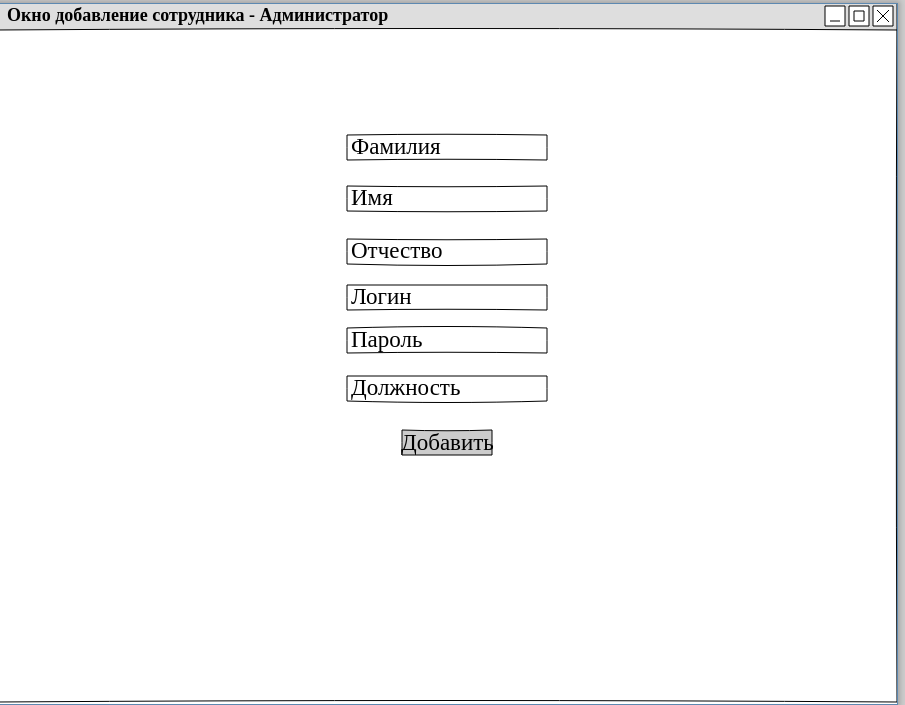 Окно добавление сотрудника - Администратор
Фамилия
Имя
Отчество
Логин
Пароль
Должность
Добавить